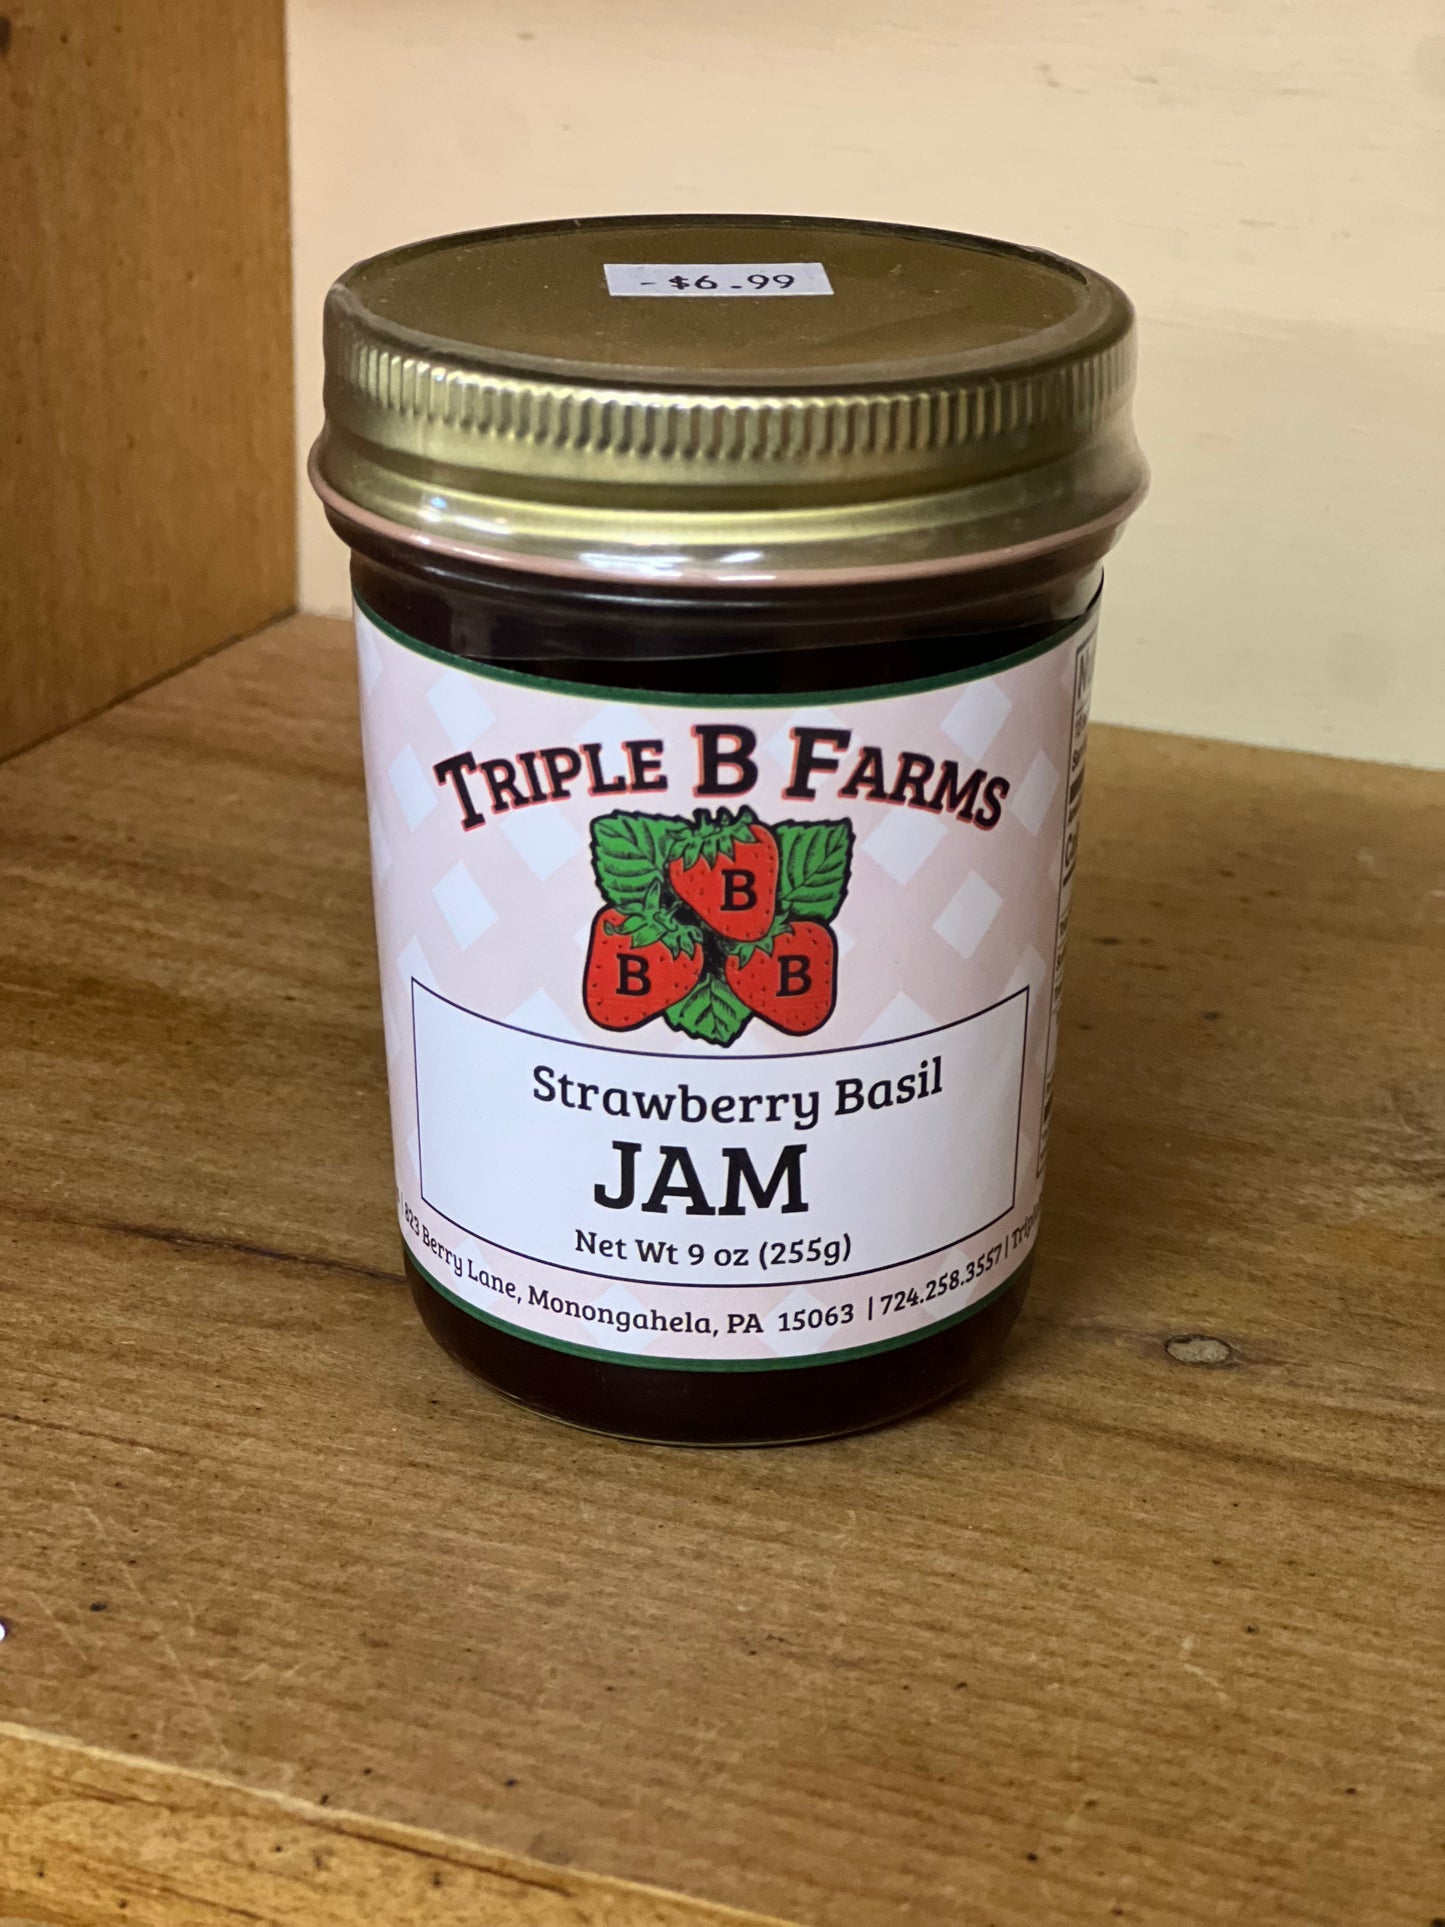 - $6.99
TRIPLE B FARMS
B
B B
Strawberry Basil
JAM
Net Wt 9 oz (255g)
| 823 Berry Lane, Monongahela, PA 15063 | 724.258.3557 |